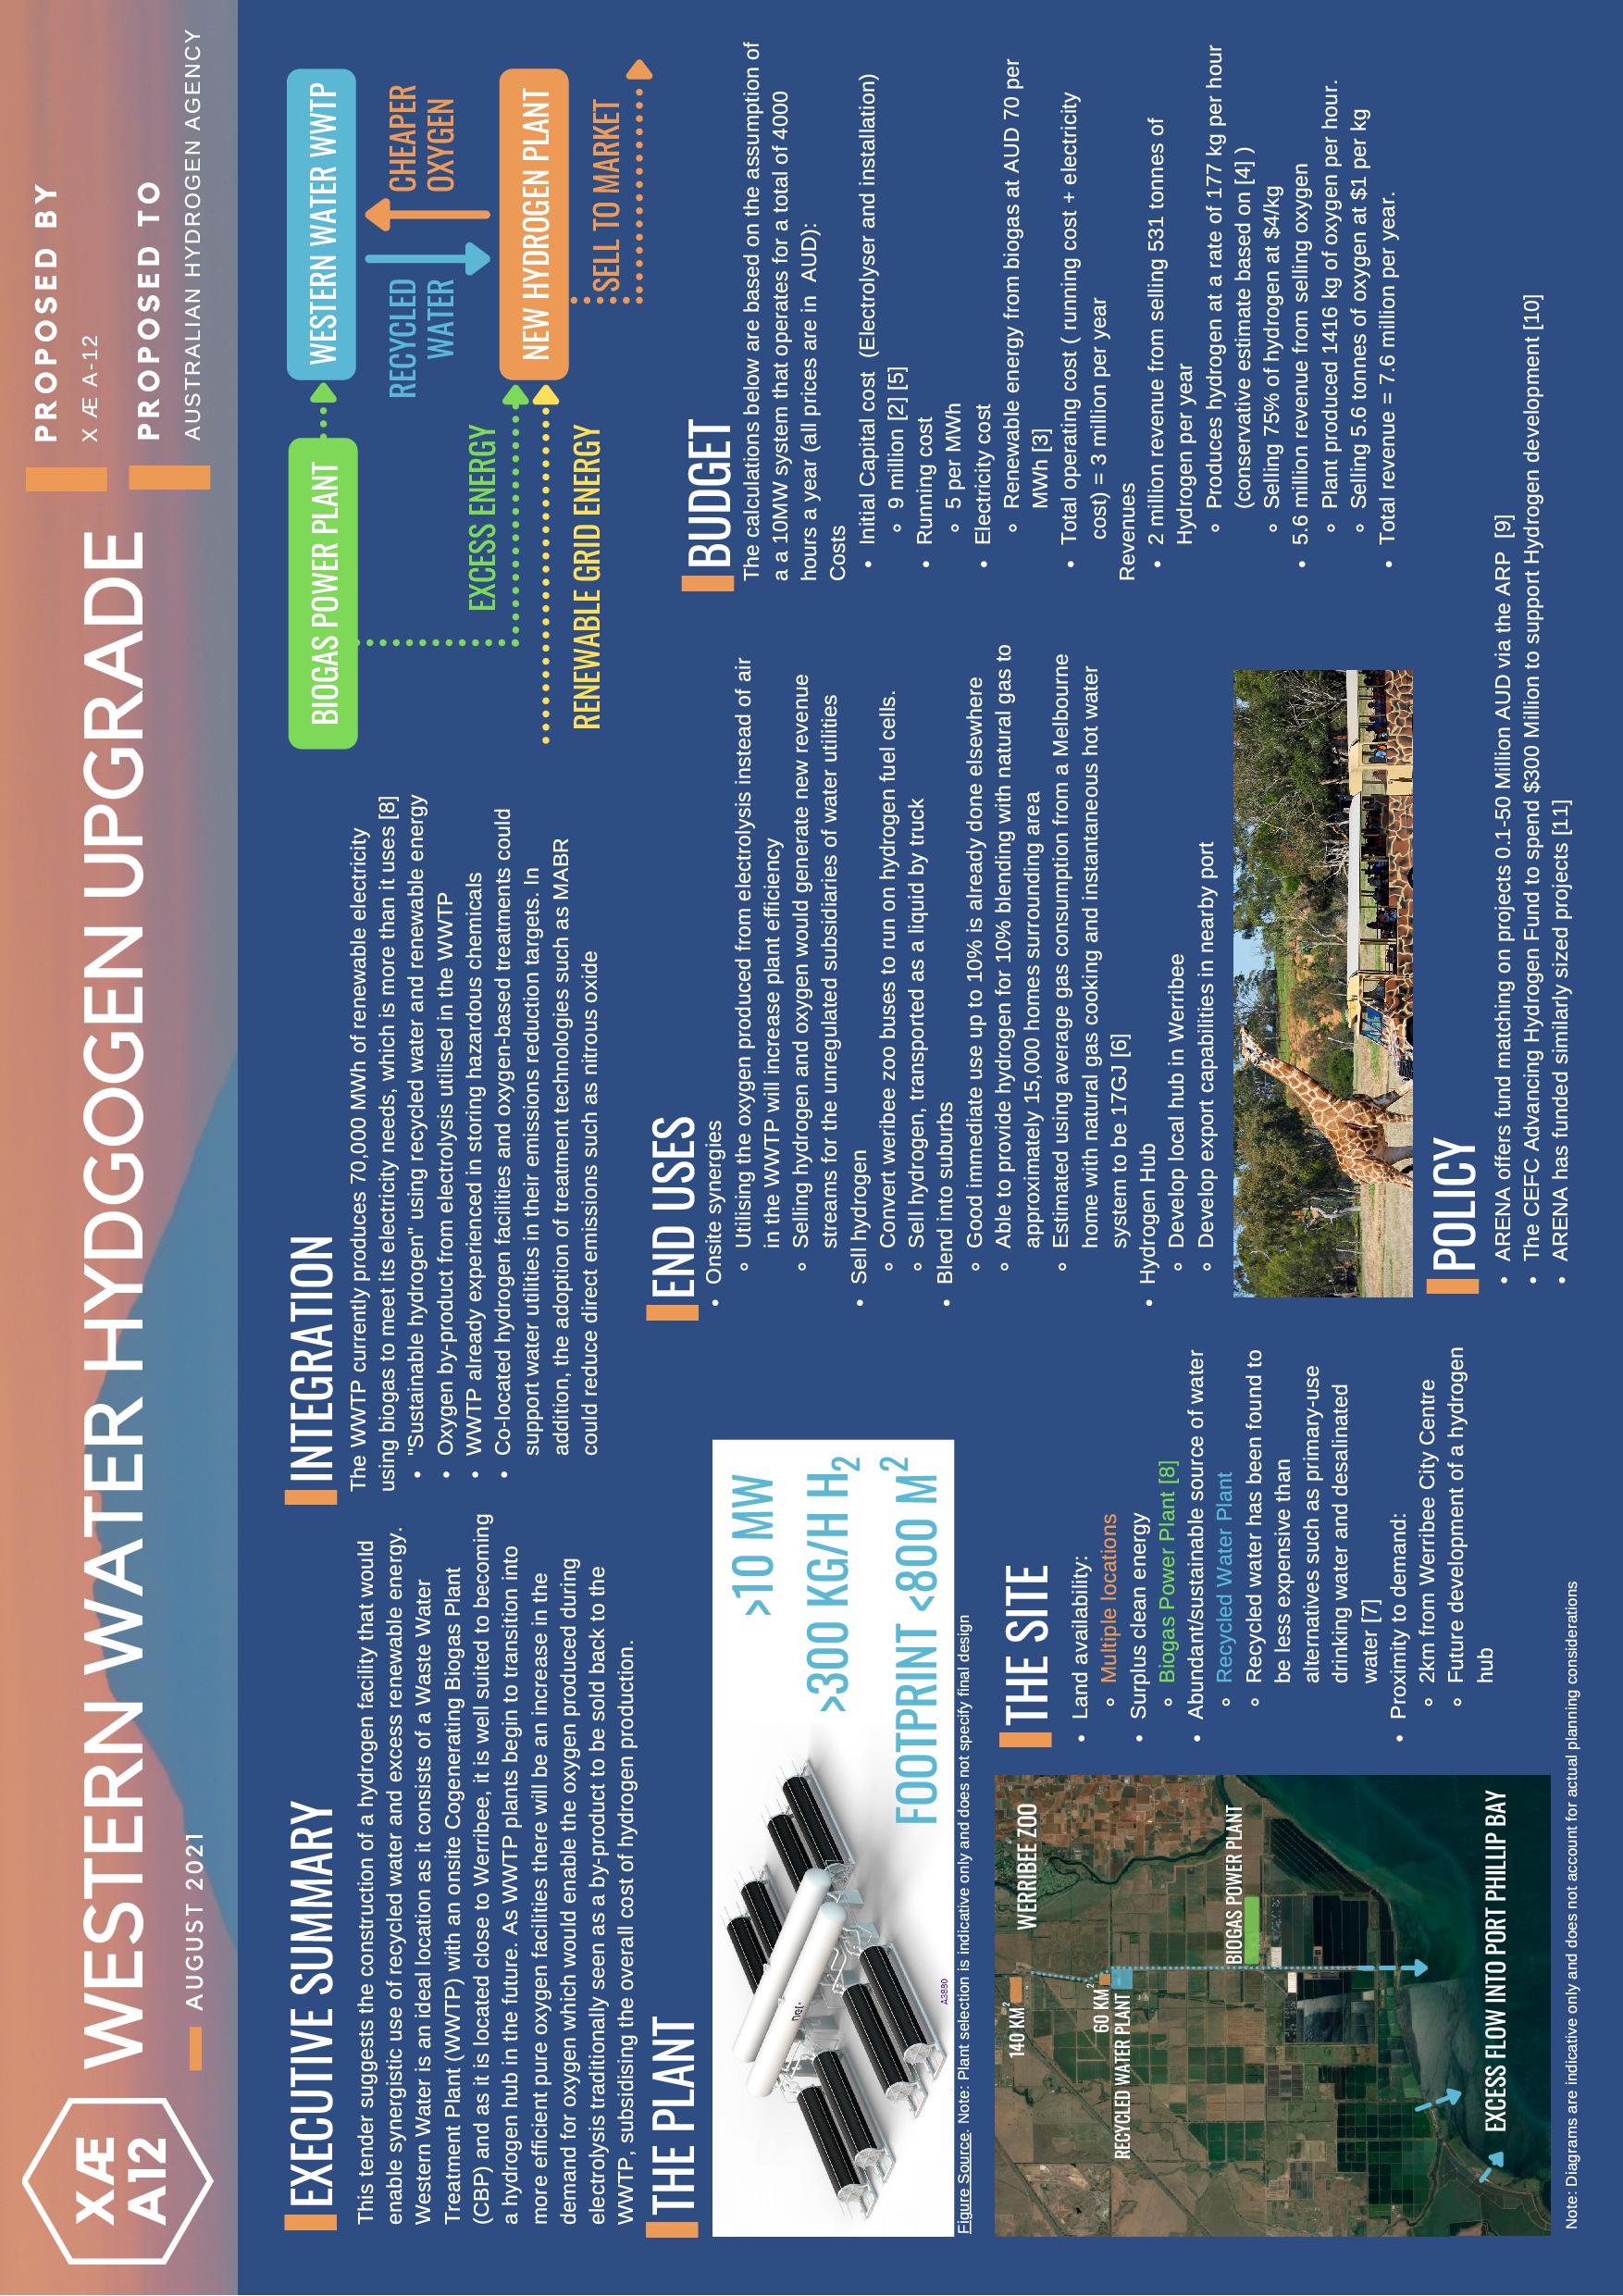 XÆ
A12
WESTERN WATER HYDGOGEN UPGRADE
AUGUST 2021
PROPOSED BY
X Æ A-12
PROPOSED TO
AUSTRALIAN HYDROGEN AGENCY
EXECUTIVE SUMMARY
This tender suggests the construction of a hydrogen facility that would
enable synergistic use of recycled water and excess renewable energy.
Western Water is an ideal location as it consists of a Waste Water
Treatment Plant (WWTP) with an onsite Cogenerating Biogas Plant
(CBP) and as it is located close to Werribee, it is well suited to becoming
a hydrogen hub in the future. As WWTP plants begin to transition into
more efficient pure oxygen facilities there will be an increase in the
demand for oxygen which would enable the oxygen produced during
electrolysis traditionally seen as a by-product to be sold back to the
WWTP, subsidising the overall cost of hydrogen production.
INTEGRATION
The WWTP currently produces 70,000 MWh of renewable electricity
using biogas to meet its electricity needs, which is more than it uses [8]
• "Sustainable hydrogen" using recycled water and renewable energy
• Oxygen by-product from electrolysis utilised in the WWTP
• WWTP already experienced in storing hazardous chemicals
• Co-located hydrogen facilities and oxygen-based treatments could
support water utilities in their emissions reduction targets. In
addition, the adoption of treatment technologies such as MABR
could reduce direct emissions such as nitrous oxide
BIOGAS POWER PLANT
WESTERN WATER WWTP
RECYCLED
WATER
CHEAPER
OXYGEN
EXCESS ENERGY
NEW HYDROGEN PLANT
RENEWABLE GRID ENERGY
SELL TO MARKET
THE PLANT
nel
>10 MW
>300 KG/H H₂
FOOTPRINT <800 M²
A3880
Figure Source. Note: Plant selection is indicative only and does not specify final design
140 KM²
WERRIBEE ZOO
60 KM²
RECYCLED WATER PLANT
BIOGAS POWER PLANT
EXCESS FLOW INTO PORT PHILLIP BAY
Note: Diagrams are indicative only and does not account for actual planning considerations
THE SITE
• Land availability:
◦ Multiple locations
• Surplus clean energy
◦ Biogas Power Plant [8]
• Abundant/sustainable source of water
◦ Recycled Water Plant
◦ Recycled water has been found to
be less expensive than
alternatives such as primary-use
drinking water and desalinated
water [7]
• Proximity to demand:
◦ 2km from Werribee City Centre
◦ Future development of a hydrogen
hub
END USES
• Onsite synergies
◦ Utilising the oxygen produced from electrolysis instead of air
in the WWTP will increase plant efficiency
◦ Selling hydrogen and oxygen would generate new revenue
streams for the unregulated subsidiaries of water utilities
• Sell hydrogen
◦ Convert weribee zoo buses to run on hydrogen fuel cells.
◦ Sell hydrogen, transported as a liquid by truck
• Blend into suburbs
◦ Good immediate use up to 10% is already done elsewhere
◦ Able to provide hydrogen for 10% blending with natural gas to
approximately 15,000 homes surrounding area
◦ Estimated using average gas consumption from a Melbourne
home with natural gas cooking and instantaneous hot water
system to be 17GJ [6]
• Hydrogen Hub
◦ Develop local hub in Werribee
◦ Develop export capabilities in nearby port
POLICY
• ARENA offers fund matching on projects 0.1-50 Million AUD via the ARP [9]
• The CEFC Advancing Hydrogen Fund to spend $300 Million to support Hydrogen development [10]
• ARENA has funded similarly sized projects [11]
BUDGET
The calculations below are based on the assumption of
a a 10MW system that operates for a total of 4000
hours a year (all prices are in AUD):
Costs
• Initial Capital cost (Electrolyser and installation)
◦ 9 million [2] [5]
• Running cost
◦ 5 per MWh
• Electricity cost
◦ Renewable energy from biogas at AUD 70 per
MWh [3]
• Total operating cost ( running cost + electricity
cost) = 3 million per year
Revenues
• 2 million revenue from selling 531 tonnes of
Hydrogen per year
◦ Produces hydrogen at a rate of 177 kg per hour
(conservative estimate based on [4] )
◦ Selling 75% of hydrogen at $4/kg
• 5.6 million revenue from selling oxygen
◦ Plant produced 1416 kg of oxygen per hour.
◦ Selling 5.6 tonnes of oxygen at $1 per kg
• Total revenue = 7.6 million per year.